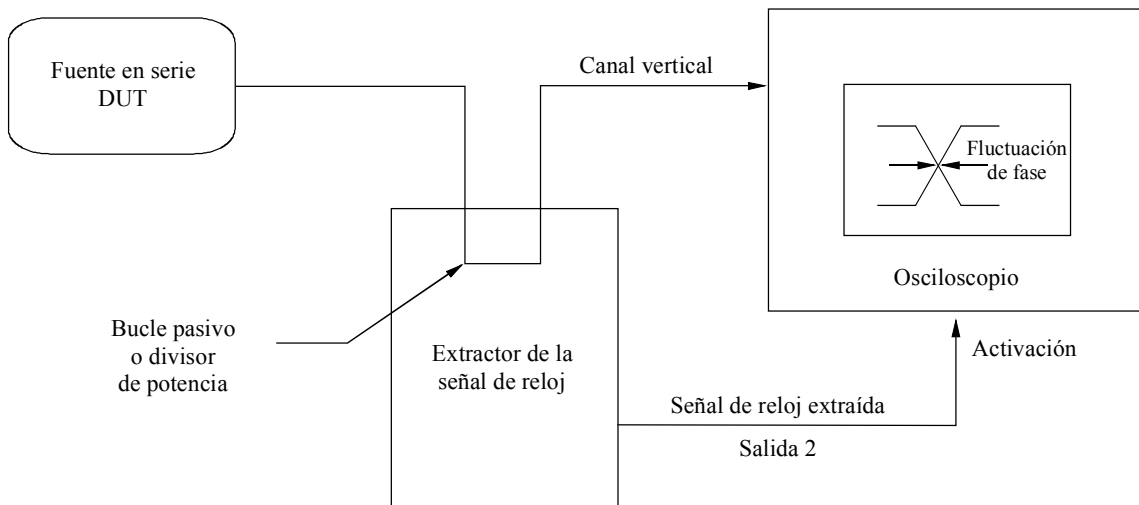 Fuente en serie
DUT
Canal vertical
Fluctuación
de fase
Osciloscopio
Bucle pasivo
o divisor
de potencia
Extractor de la
señal de reloj
Activación
Señal de reloj extraída
Salida 2